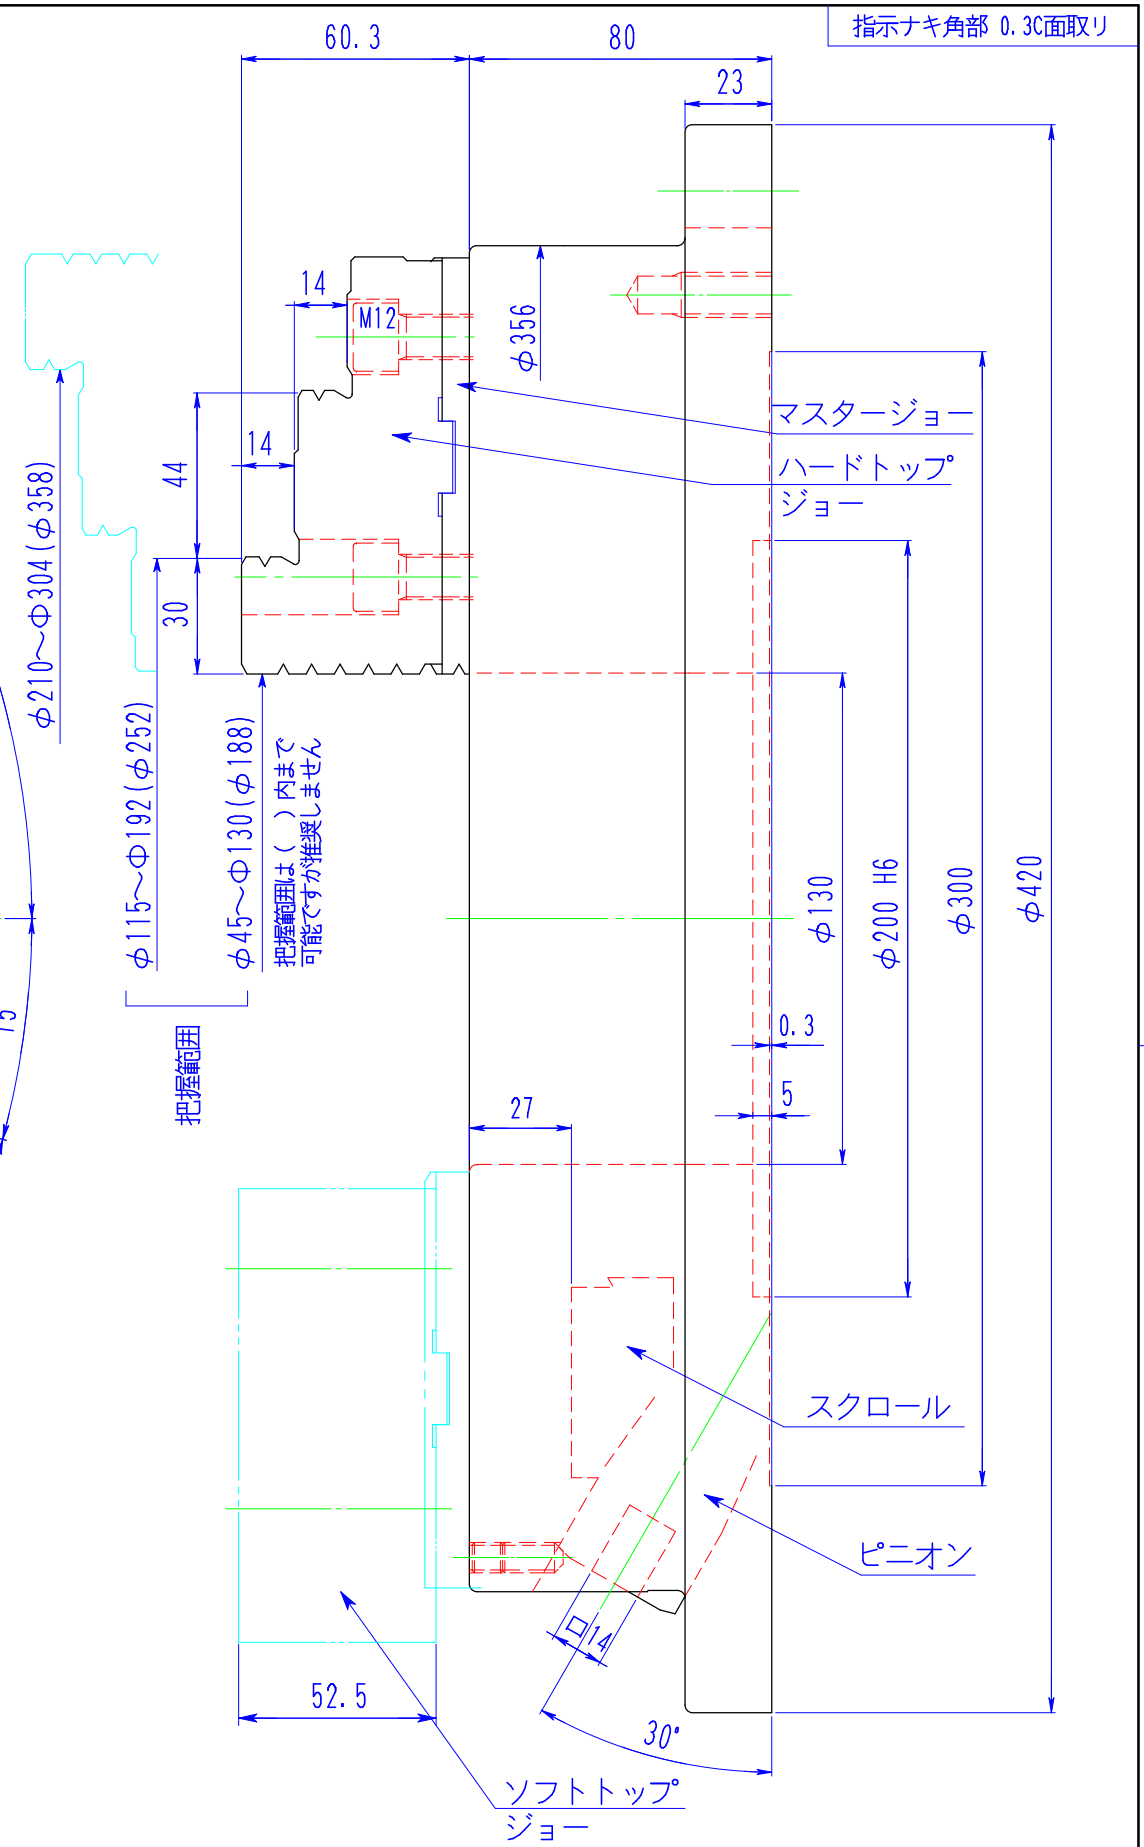 指示ナキ角部 0.3C面取リ
60.3
80
23
14
M12
φ356
マスタージョー
14
44
ハードトップ
ジョー
φ210～Φ304(φ358)
30
φ115～Φ192(φ252)
φ45～Φ130(φ188)
把握範囲は( )内まで
可能ですが推奨しません
φ130
φ200 H6
φ300
φ420
0.3
75
把握範囲
5
27
スクロール
ピニオン
□14
52.5
30°
ソフトトップ
ジョー